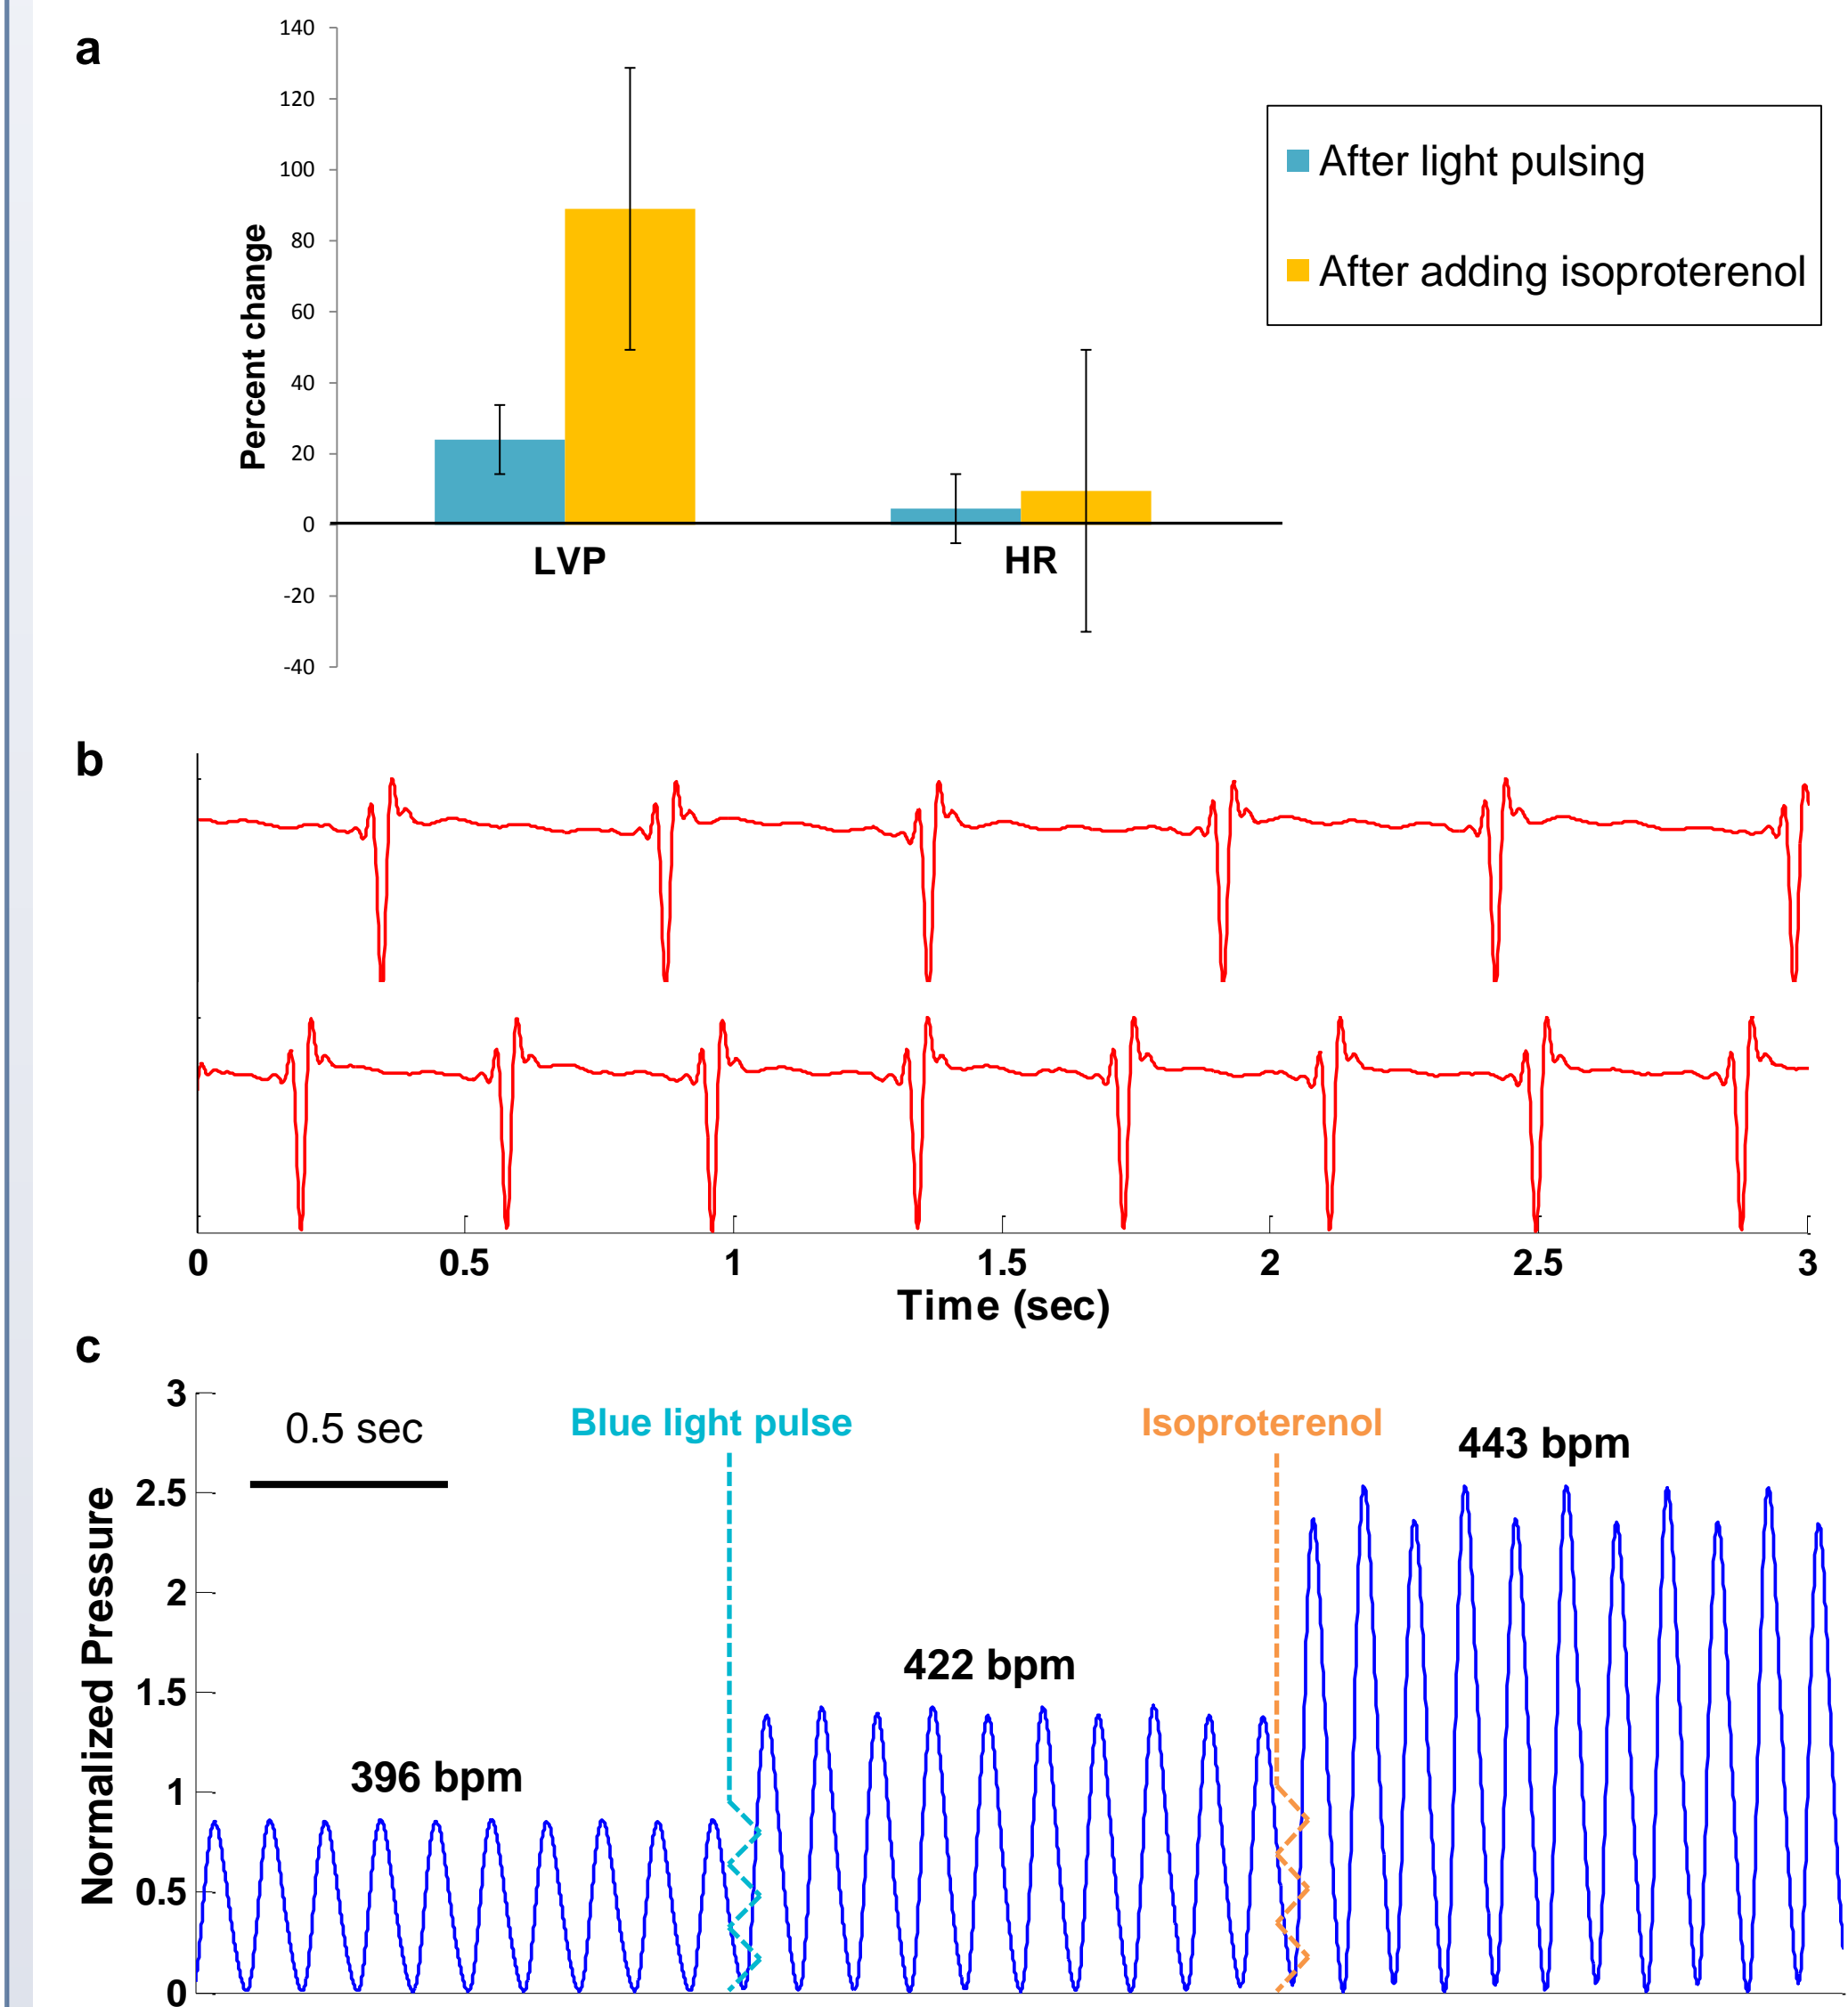 a
140
120
100
80
60
40
20
0
-20
-40
Percent change
LVP
HR
After light pulsing
After adding isoproterenol
b
0
0.5
1
1.5
2
2.5
3
Time (sec)
c
3
2.5
2
1.5
1
0.5
0
Normalized Pressure
0.5 sec
Blue light pulse
Isoproterenol
443 bpm
422 bpm
396 bpm